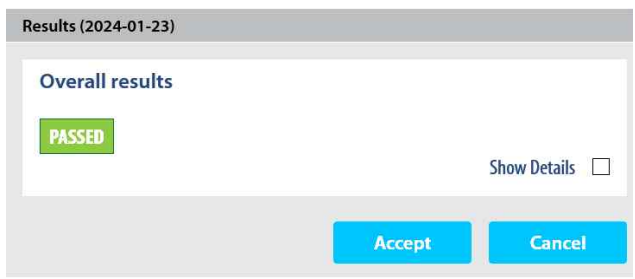 Results (2024-01-23)
Overall results
PASSED
Show Details
Accept Cancel